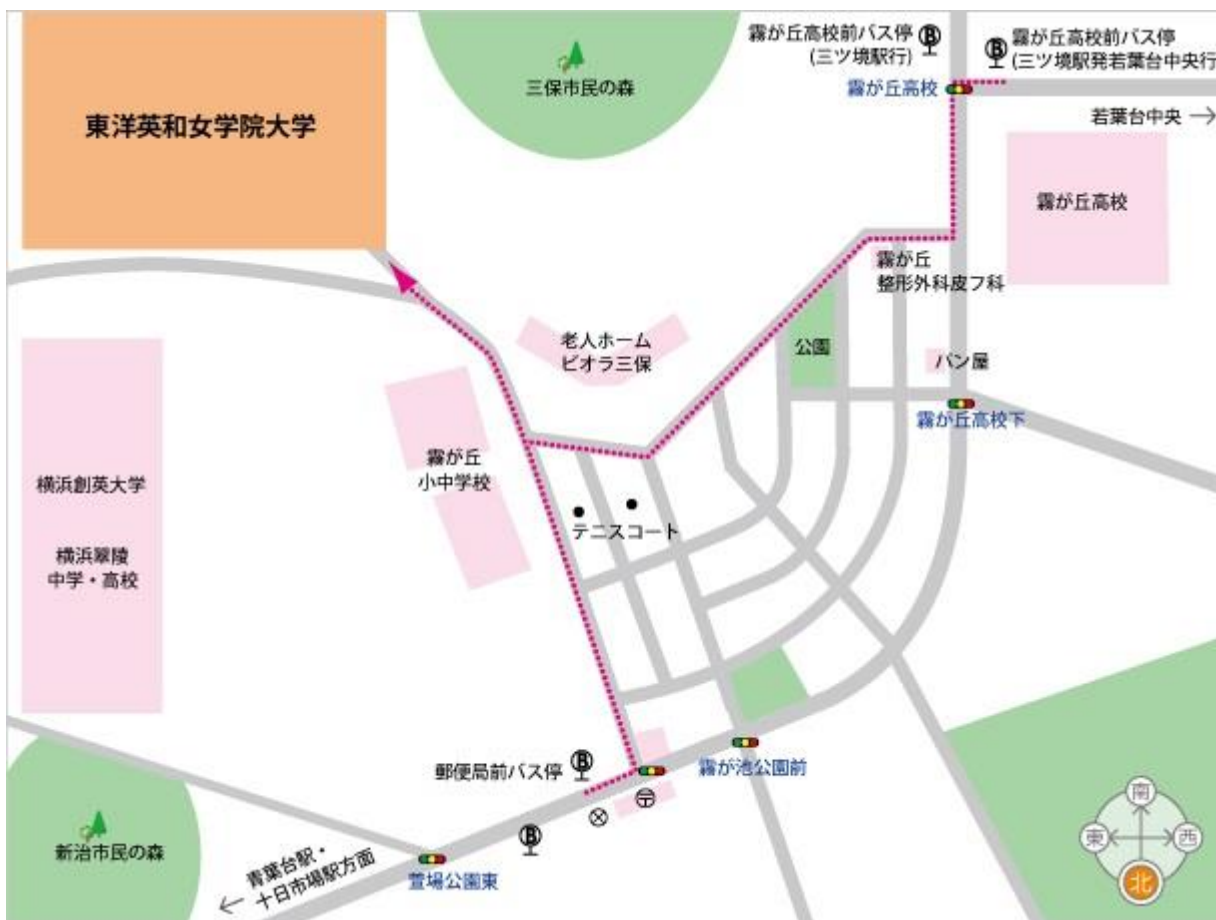 霧が丘高校前バス停
(三ツ境駅行)
霧が丘高校前バス停
(三ツ境駅発若葉台中央行
霧が丘高校
若葉台中央 →
三保市民の森
東洋英和女学院大学
霧が丘高校
霧が丘
整形外科皮フ科
老人ホーム
ビオラ三保
公園
パン屋
霧が丘高校下
霧が丘
小中学校
横浜創英大学
横浜翠陵
中学・高校
テニスコート
郵便局前バス停
霧が池公園前
新治市民の森
青葉台駅・
← 十日市場駅方面
萱場公園東
南
東
西
北
B
B
B
B